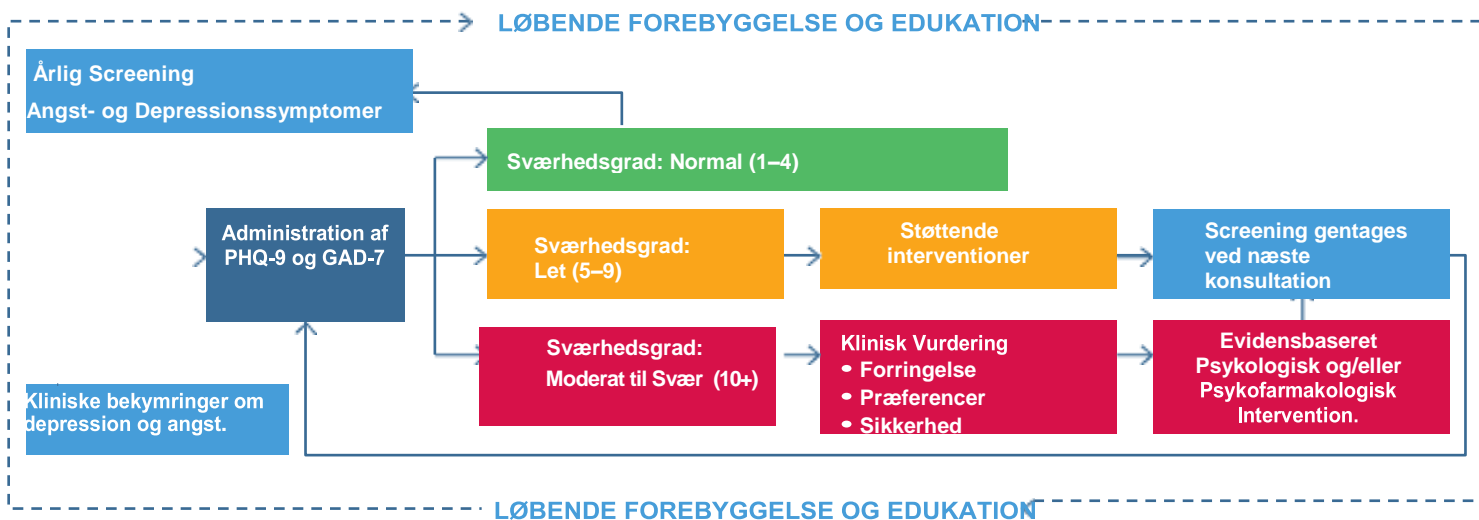 LØBENDE FOREBYGGELSE OG EDUKATION
Årlig Screening
Angst- og Depressionssymptomer
Sværhedsgrad: Normal (1–4)
Administration af
PHQ-9 og GAD-7
Sværhedsgrad:
Let (5–9)
Støttende
interventioner
Screening gentages
ved næste
konsultation
Sværhedsgrad:
Moderat til Svær (10+)
Klinisk Vurdering
• Forringelse
• Præferencer
• Sikkerhed
Evidensbaseret
Psykologisk og/eller
Psykofarmakologisk
Intervention.
Kliniske bekymringer om
depression og angst.
LØBENDE FOREBYGGELSE OG EDUKATION